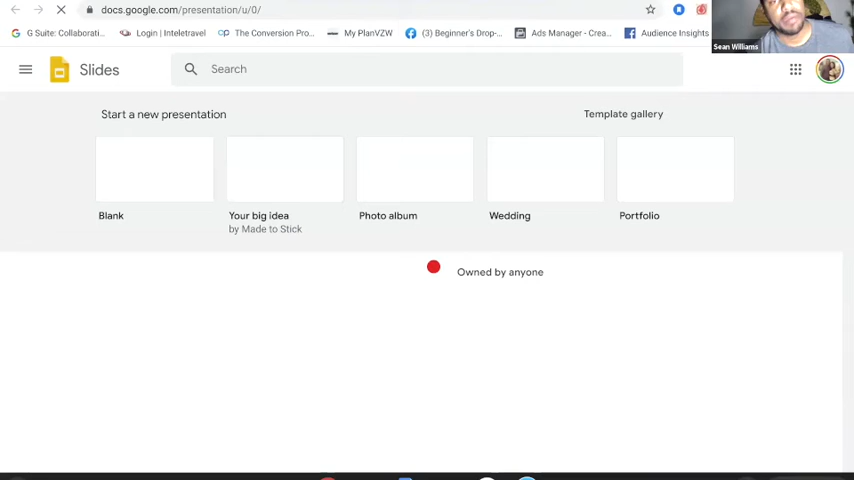 docs.google.com/presentation/u/0/
G Suite: Collaborati...
Login | Inteletravel
The Conversion Pro...
My PlanVZW
(3) Beginner's Drop-...
Ads Manager - Crea...
Audience Insights
Sean Williams
Slides
Search
Start a new presentation
Template gallery
Blank
Your big idea
by Made to Stick
Photo album
Wedding
Portfolio
Owned by anyone